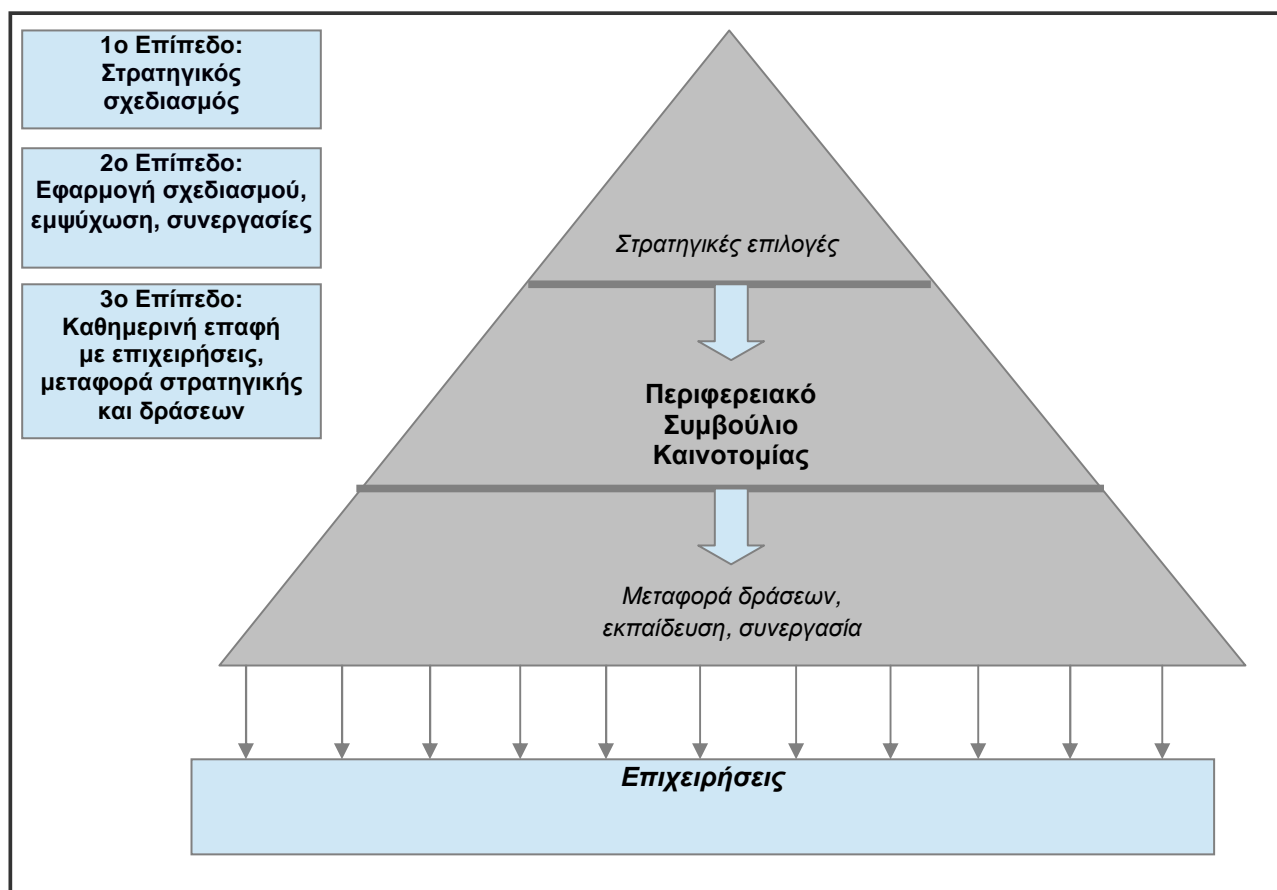 1ο Επίπεδο:
Στρατηγικός
σχεδιασμός
2ο Επίπεδο:
Εφαρμογή σχεδιασμού,
εμψύχωση, συνεργασίες
3ο Επίπεδο:
Καθημερινή επαφή
με επιχειρήσεις,
μεταφορά στρατηγικής
και δράσεων
Στρατηγικές επιλογές
Περιφερειακό
Συμβούλιο
Καινοτομίας
Μεταφορά δράσεων,
εκπαίδευση, συνεργασία
Επιχειρήσεις